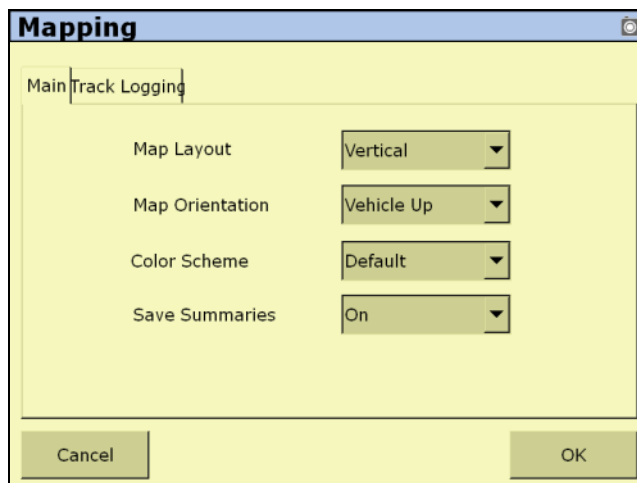 Mapping
Main Track Logging
Map Layout Vertical
Map Orientation Vehicle Up
Color Scheme Default
Save Summaries On
Cancel OK